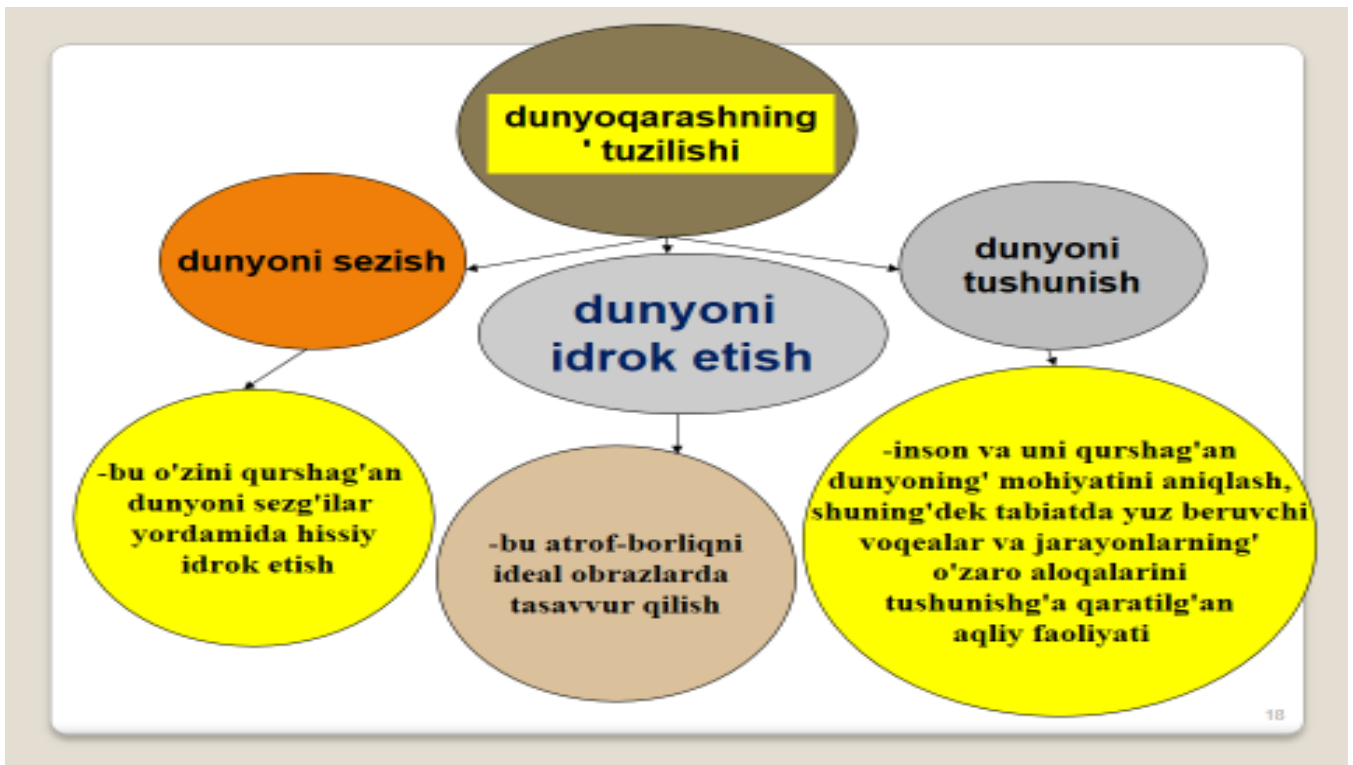 dunyoqarashning
' tuzilishi
dunyoni sezish
dunyoni
idrok etish
dunyoni
tushunish
-bu o'zini qurshag'an
dunyoni sezg'ilar
yordamida hissiy
idrok etish
-bu atrof-borliqni
ideal obrazlarda
tasavvur qilish
-inson va uni qurshag'an
dunyoning' mohiyatini aniqlash,
shuning'dek tabiatda yuz beruvchi
voqealar va jarayonlarning'
o'zaro aloqalarini
tushunishg'a qaratilg'an
aqliy faoliyati
18